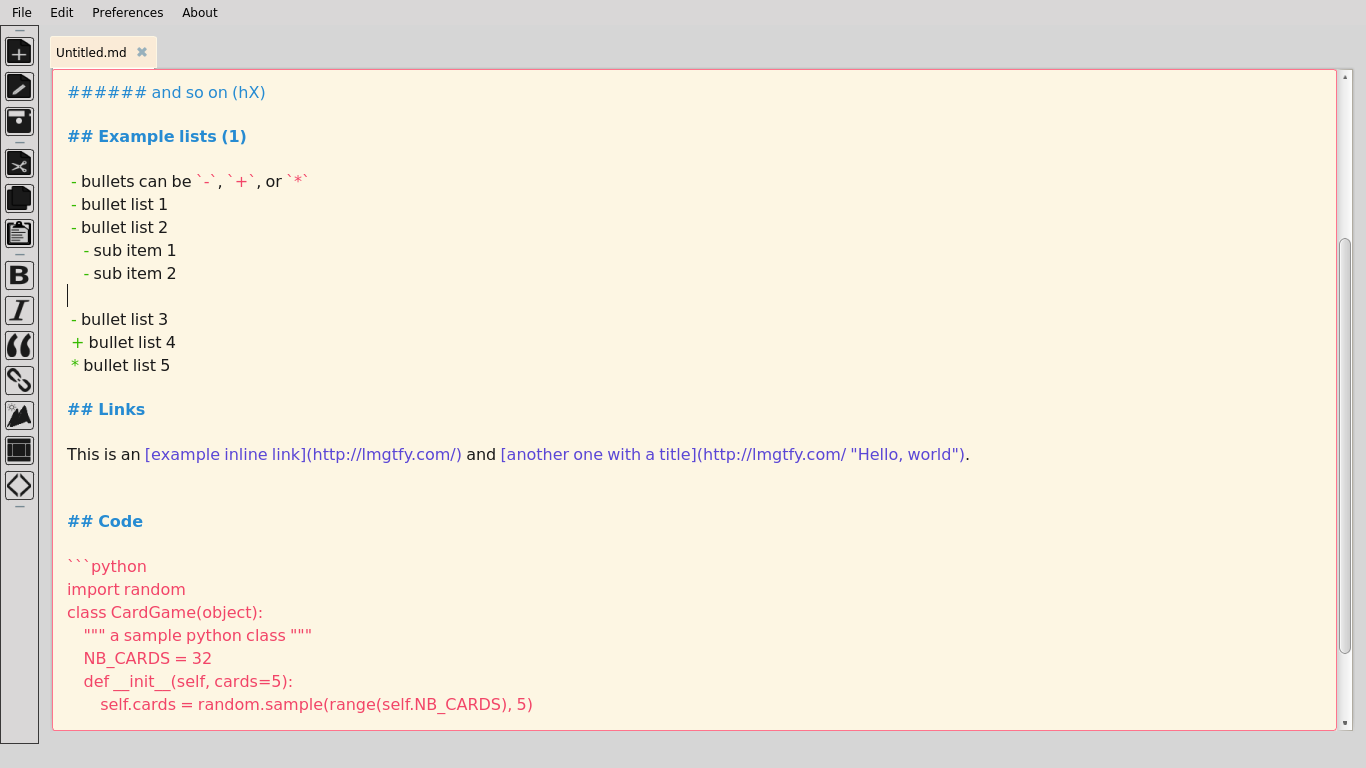 File Edit Preferences About
Untitled.md
###### and so on (hX)
## Example lists (1)
- bullets can be `-`, `+`, or `*`
- bullet list 1
- bullet list 2
- sub item 1
- sub item 2
- bullet list 3
+ bullet list 4
* bullet list 5
## Links
This is an [example inline link](http://lmgtfy.com/) and [another one with a title](http://lmgtfy.com/ "Hello, world").
## Code
```python
import random
class CardGame(object):
    """ a sample python class """
    NB_CARDS = 32
    def __init__(self, cards=5):
        self.cards = random.sample(range(self.NB_CARDS), 5)